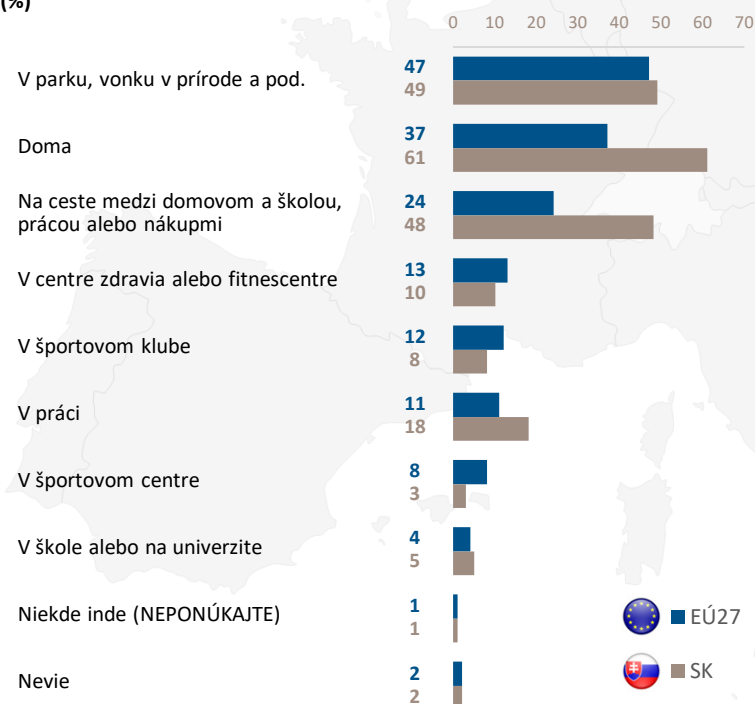 (%)
0 10 20 30 40 50 60 70
V parku, vonku v prírode a pod.
47
49
Doma
37
61
Na ceste medzi domovom a školou,
prácou alebo nákupmi
24
48
V centre zdravia alebo fitnescentre
13
10
V športovom klube
12
8
V práci
11
18
V športovom centre
8
3
V škole alebo na univerzite
4
5
Niekde inde (NEPONÚKAJTE)
1
1
EÚ27
Nevie
2
2
SK